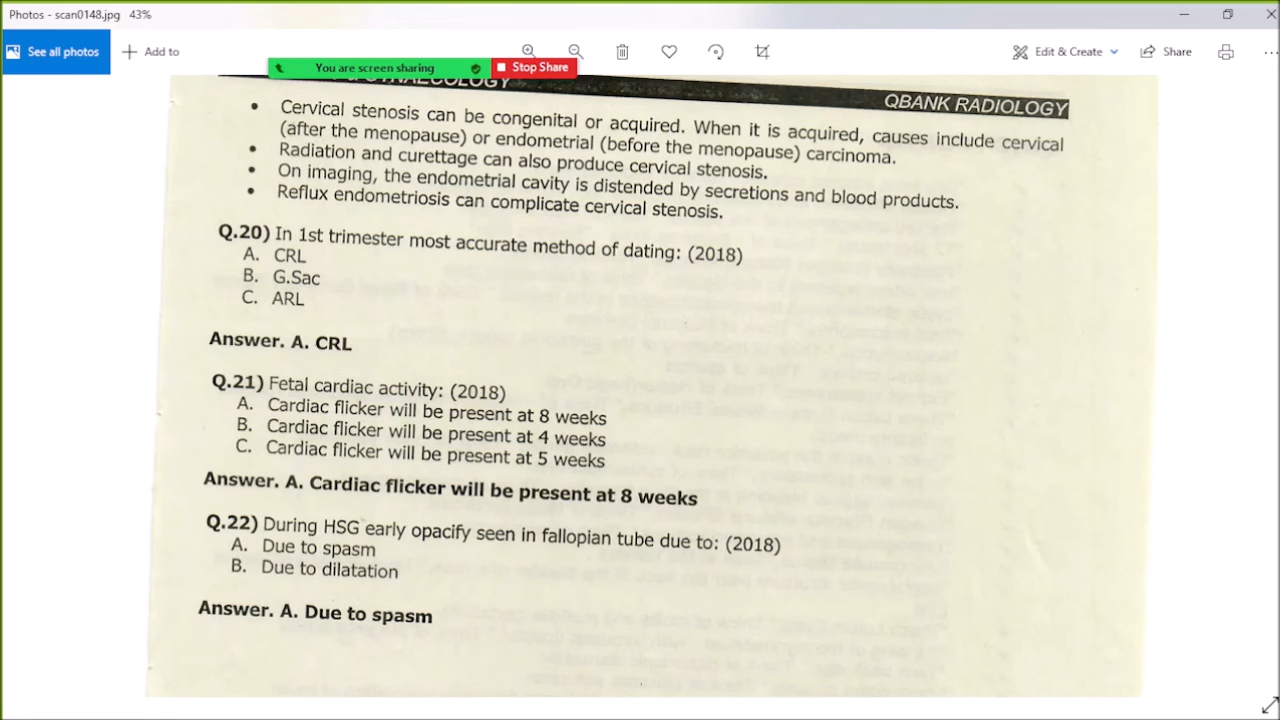 Photos - scan0148.jpg 43%
See all photos
Add to
Edit & Create
Share
You are screen sharing
Stop Share
GYNAECOLOGY
QBANK RADIOLOGY
• Cervical stenosis can be congenital or acquired. When it is acquired, causes include cervical
(after the menopause) or endometrial (before the menopause) carcinoma.
• Radiation and curettage can also produce cervical stenosis.
• On imaging, the endometrial cavity is distended by secretions and blood products.
• Reflux endometriosis can complicate cervical stenosis.
Q.20) In 1st trimester most accurate method of dating: (2018)
A. CRL
B. G.Sac
C. ARL
Answer. A. CRL
Q.21) Fetal cardiac activity: (2018)
A. Cardiac flicker will be present at 8 weeks
B. Cardiac flicker will be present at 4 weeks
C. Cardiac flicker will be present at 5 weeks
Answer. A. Cardiac flicker will be present at 8 weeks
Q.22) During HSG early opacify seen in fallopian tube due to: (2018)
A. Due to spasm
B. Due to dilatation
Answer. A. Due to spasm